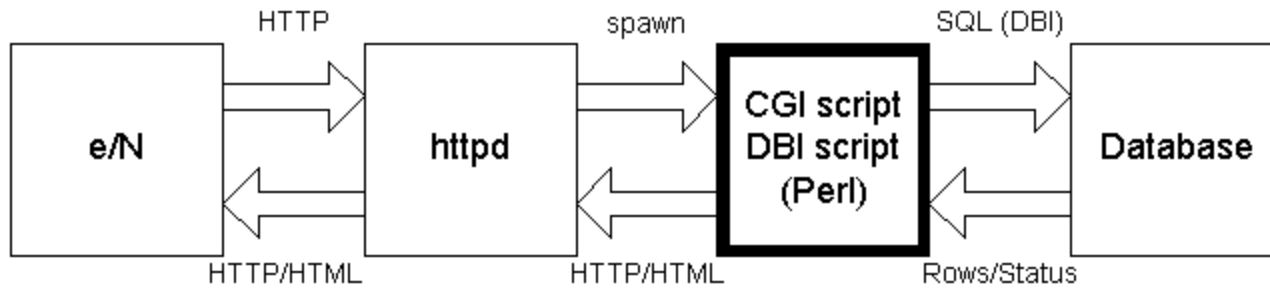 HTTP
spawn
SQL (DBI)
e/N
httpd
CGI script
DBI script
(Perl)
Database
HTTP/HTML
HTTP/HTML
Rows/Status